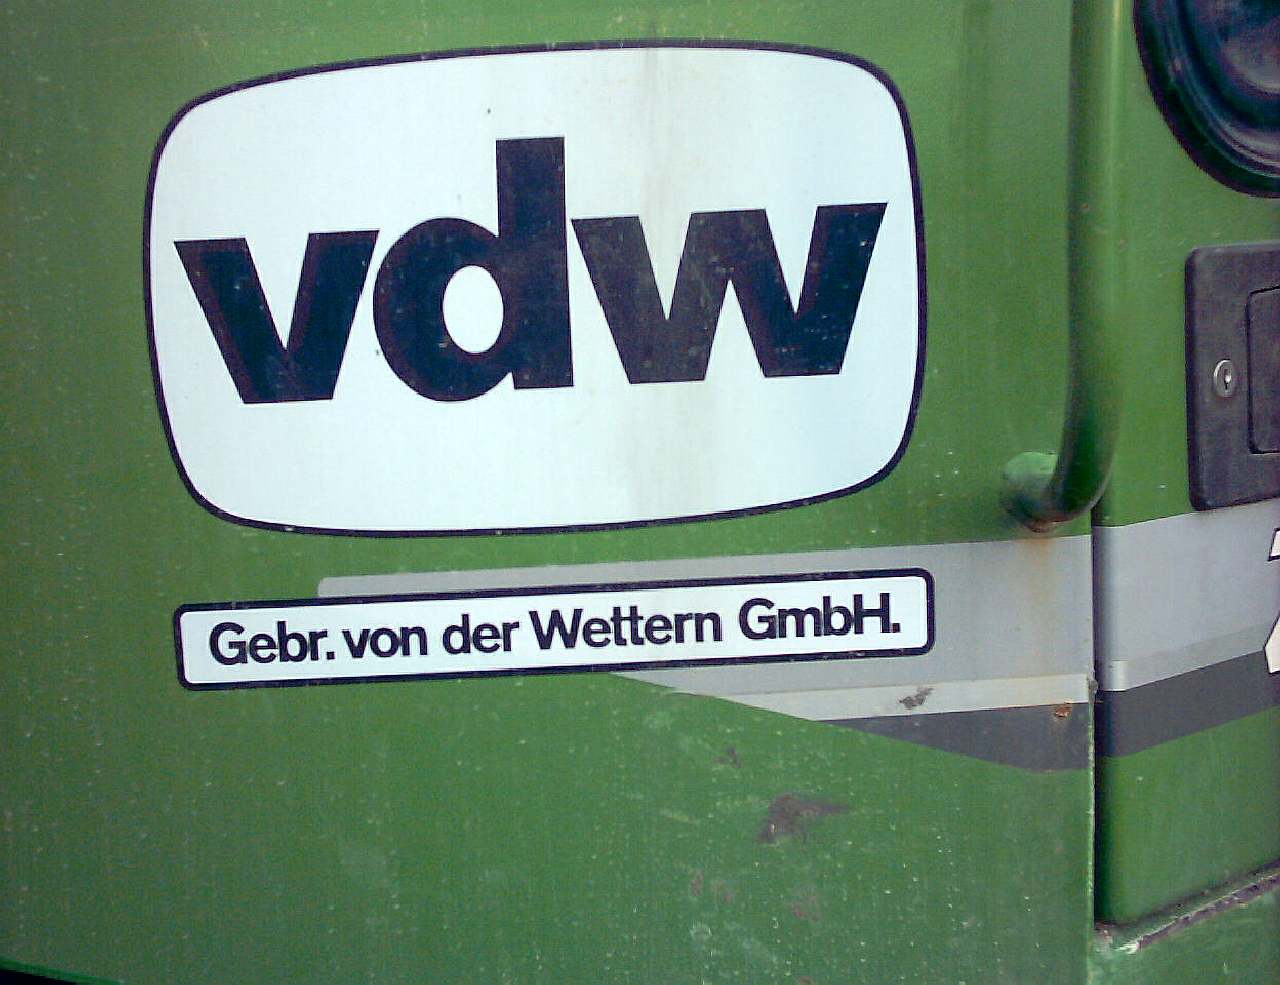 vdw
Gebr. von der Wettern GmbH.